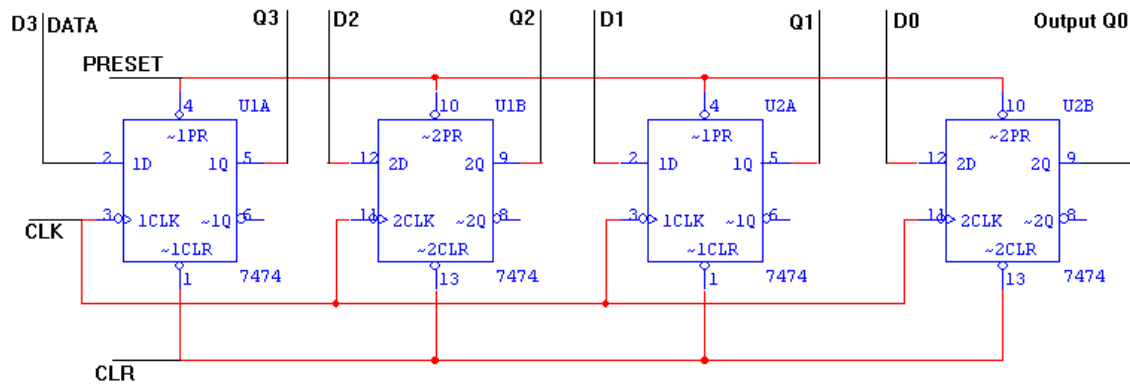 D3 DATA Q3 D2 Q2 D1 Q1 D0 Output Q0
PRESET
4 U1A 10 U1B 4 U2A 10 U2B
~1PR ~2PR ~1PR ~2PR
2 1D 1Q 5 12 2D 2Q 9 2 1D 1Q 5 12 2D 2Q 9
3 1CLK ~1Q 6 11 2CLK ~2Q 8 3 1CLK ~1Q 6 11 2CLK ~2Q 8
CLK
~1CLR ~2CLR ~1CLR ~2CLR
1 7474 13 7474 1 7474 13 7474
CLR